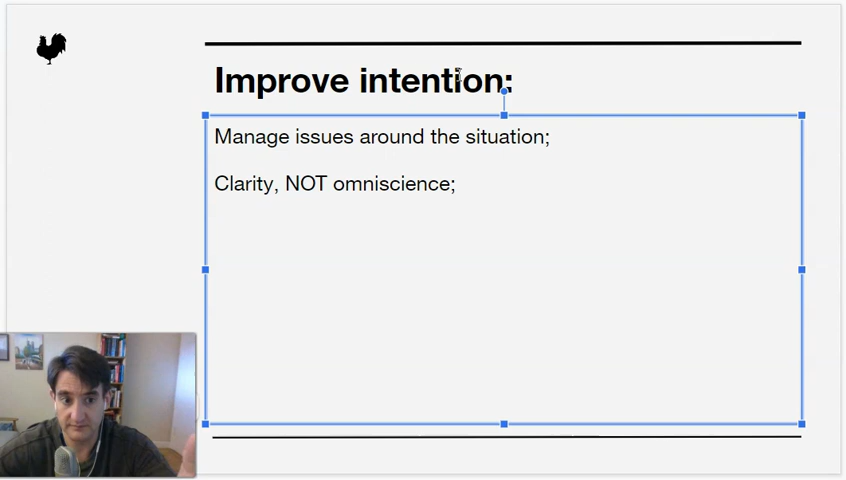 Improve intention:
Manage issues around the situation;
Clarity, NOT omniscience;